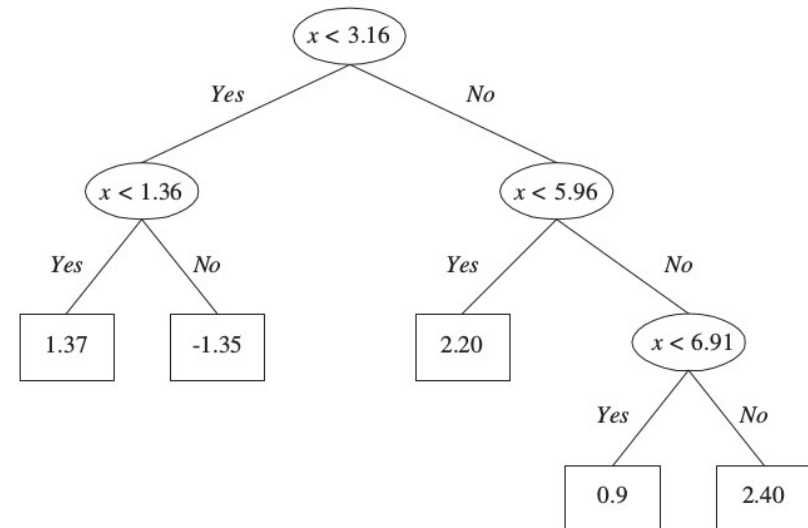 x < 3.16
Yes
No
x < 1.36
x < 5.96
Yes
No
Yes
No
1.37
-1.35
2.20
x < 6.91
Yes
No
0.9
2.40